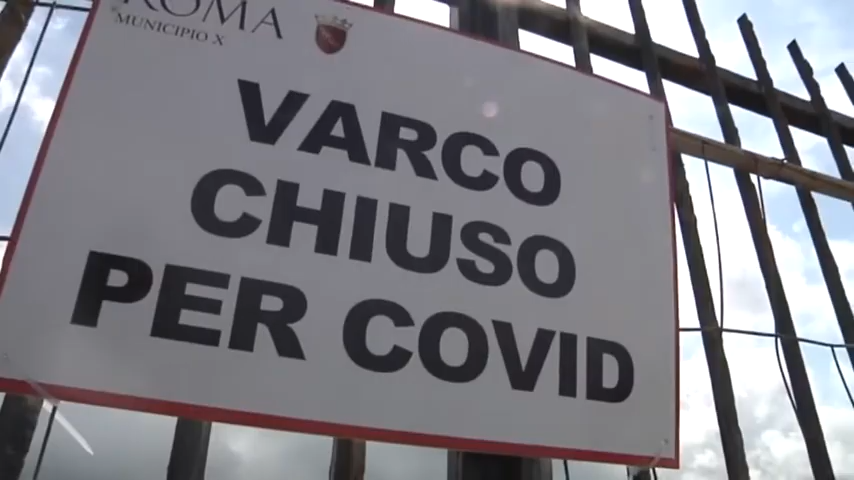 ROMA
MUNICIPIO X
VARCO
CHIUSO
PER COVID